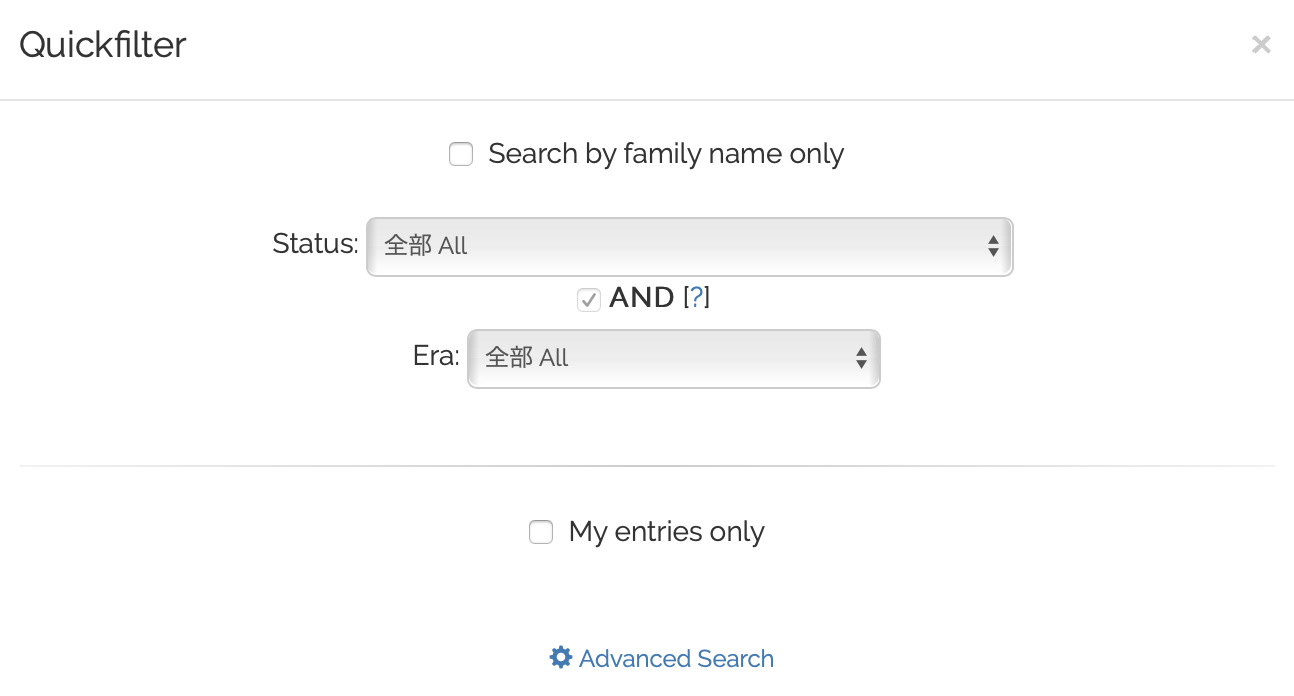 Quickfilter ×
Search by family name only
Status: 全部 All
AND [?]
Era: 全部 All
My entries only
Advanced Search